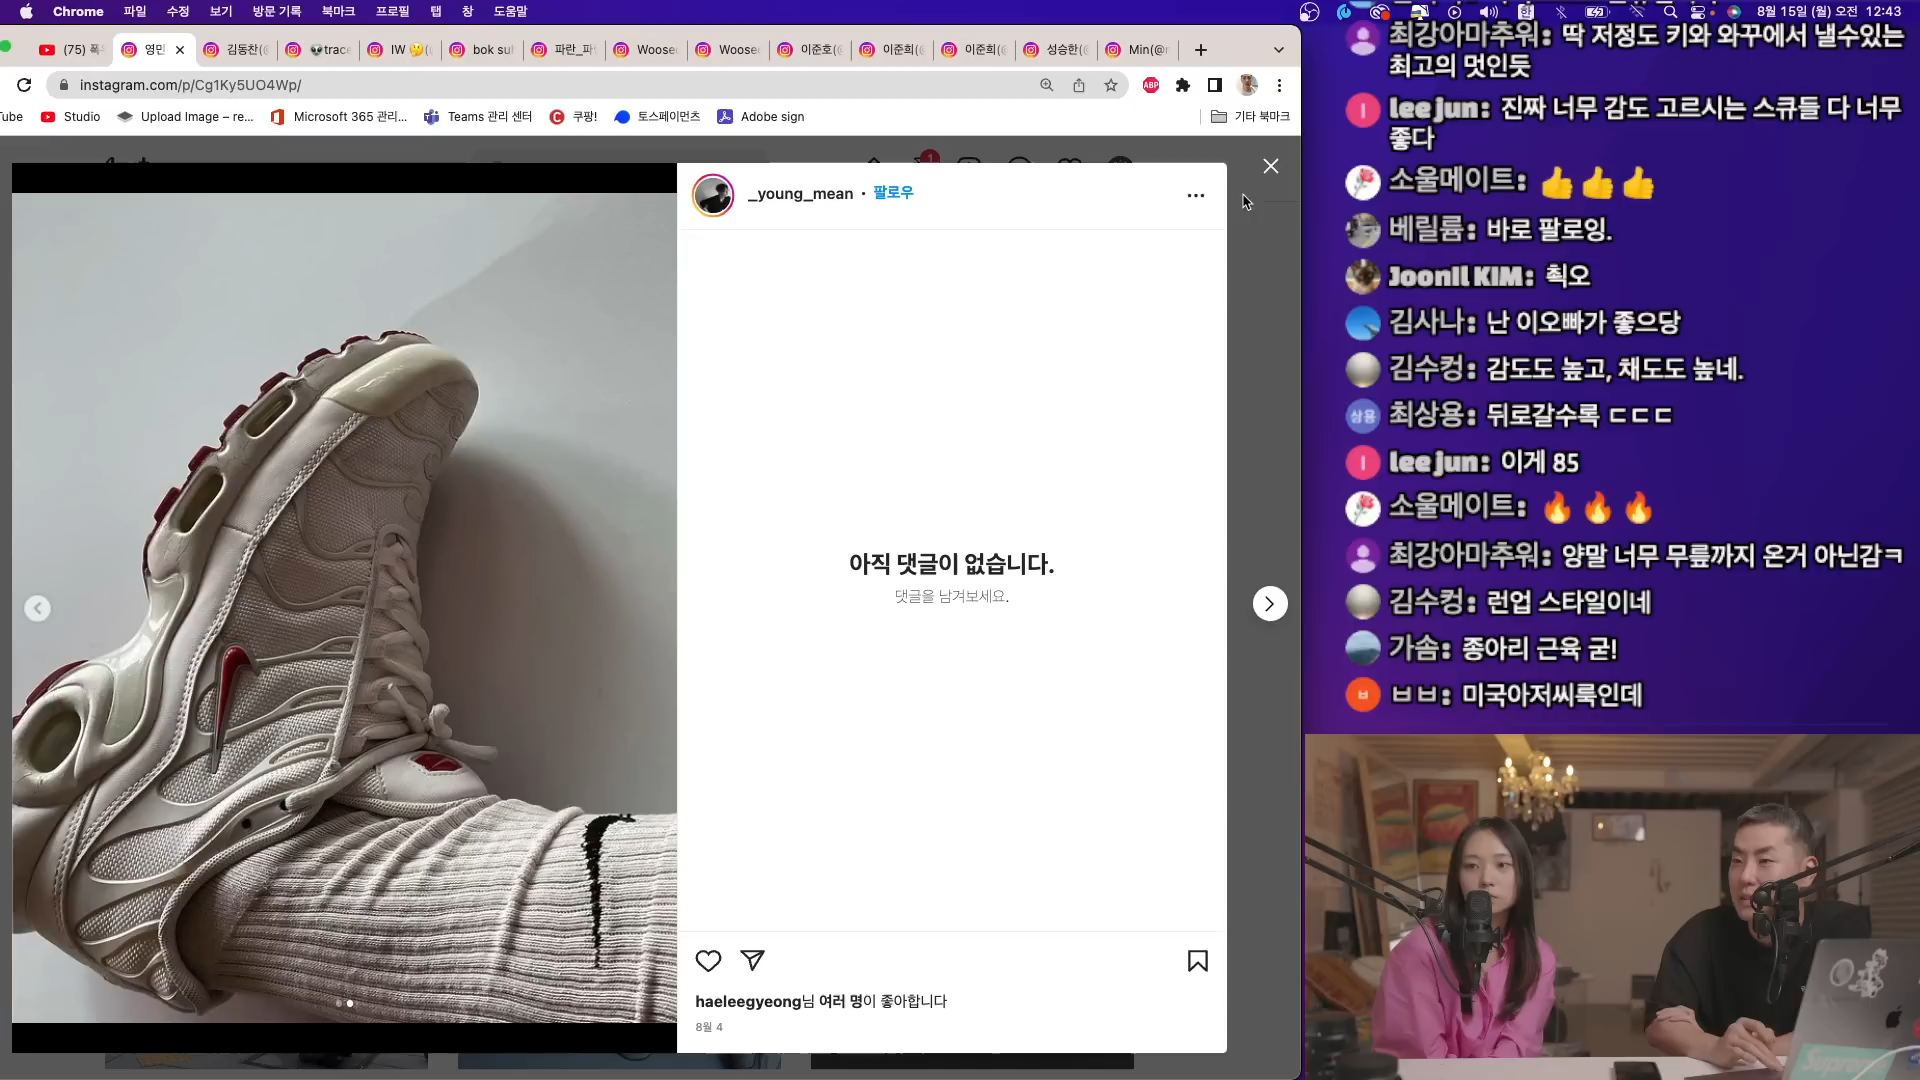 Chrome 파일 수정 보기 방문 기록 북마크 프로필 탭 창 도움말
한 8월 15일 (월) 오전 12:43
(75) 폭 영민 김동찬(@ trace IW bok su 파란_파 Woose Woose 이준호(@ 이준희( 이준희( 성승한(@ Min(@
instagram.com/p/Cg1Ky5UO4Wp/
ABP
ube Studio Upload Image – re... Microsoft 365 관리... Teams 관리 센터 쿠팡! 토스페이먼츠 Adobe sign 기타 북마크
1
_young_mean • 팔로우
아직 댓글이 없습니다.
댓글을 남겨보세요.
haeleegyeong님 여러 명이 좋아합니다
8월 4
최강아마추워: 딱 저정도 키와 와꾸에서 낼수있는
최고의 멋인듯
lee jun: 진짜 너무 감도 고르시는 스큐들 다 너무
좋다
소울메이트: 👍👍👍
베릴륨: 바로 팔로잉.
Joonil KIM: 쵝오
김사나: 난 이오빠가 좋으당
김수컹: 감도도 높고, 채도도 높네.
상용 최상용: 뒤로갈수록 ㄷㄷㄷ
lee jun: 이게 85
소울메이트: 🔥🔥🔥
최강아마추워: 양말 너무 무릎까지 온거 아닌감ㅋ
김수컹: 런업 스타일이네
가솜: 종아리 근육 굳!
ㅂ ㅂㅂ: 미국아저씨룩인데
Supreme